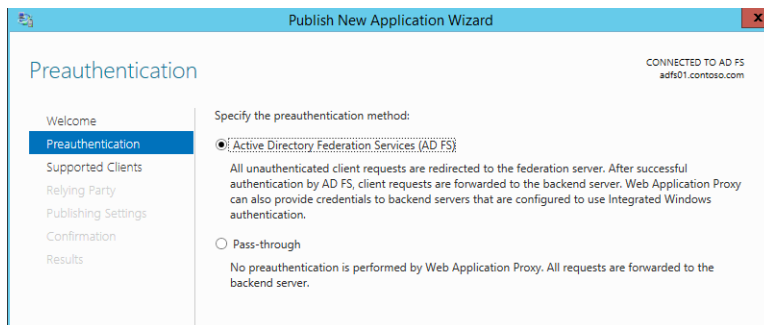 Publish New Application Wizard
x
Preauthentication
CONNECTED TO AD FS
adfs01.contoso.com
Welcome
Preauthentication
Supported Clients
Relying Party
Publishing Settings
Confirmation
Results
Specify the preauthentication method:
Active Directory Federation Services (AD FS)
All unauthenticated client requests are redirected to the federation server. After successful
authentication by AD FS, client requests are forwarded to the backend server. Web Application Proxy
can also provide credentials to backend servers that are configured to use Integrated Windows
authentication.
Pass-through
No preauthentication is performed by Web Application Proxy. All requests are forwarded to the
backend server.